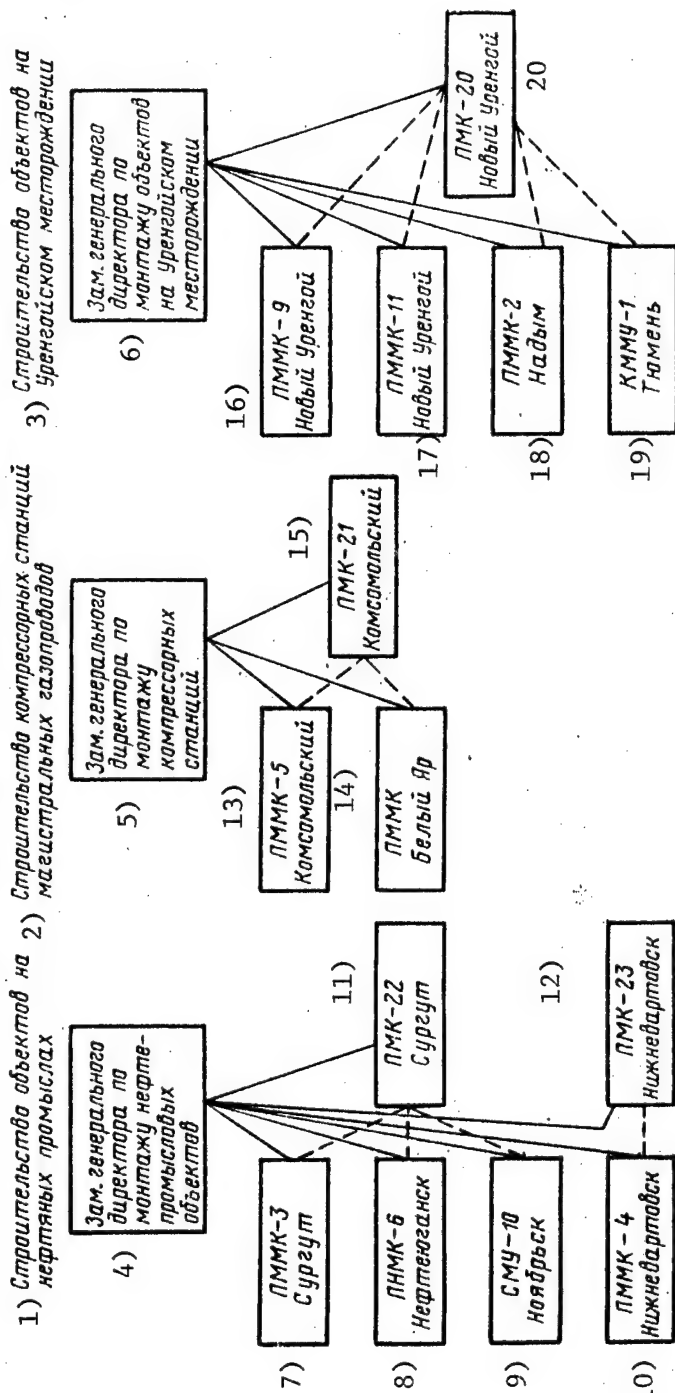 1) Строительство объектов на
нефтяных промыслах
2) Строительство компрессорных станций
магистральных газопроводов
3) Строительство объектов на
Уренгойском месторождении
4)
Зам. генерального
директора по
монтажу нефте-
промысловых
объектов
5)
Зам. генерального
директора по
монтажу
компрессорных
станций
6)
Зам. генерального
директора по
монтажу объектов
на Уренгойском
месторождении
7)
ПММК-3
Сургут
8)
ПНМК-6
Нефтеюганск
9)
СМУ-10
Ноябрьск
10)
ПММК-4
Нижневартовск
11)
ПМК-22
Сургут
12)
ПМК-23
Нижневартовск
13)
ПММК-5
Комсомольский
14)
ПММК
Белый Яр
15)
ПМК-21
Комсомольский
16)
ПММК-9
Новый Уренгой
17)
ПММК-11
Новый Уренгой
18)
ПММК-2
Надым
19)
КММУ-1
Тюмень
ПМК-20
Новый Уренгой
20